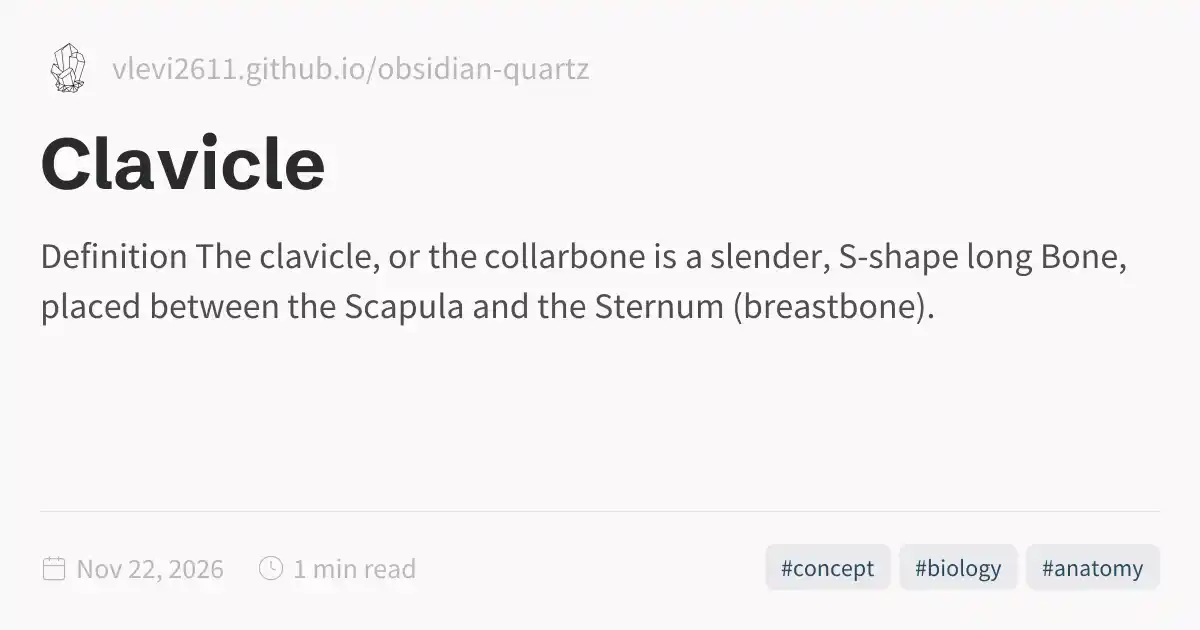 vlevi2611.github.io/obsidian-quartz
Clavicle
Definition The clavicle, or the collarbone is a slender, S-shape long Bone,
placed between the Scapula and the Sternum (breastbone).
Nov 22, 2026 1 min read #concept #biology #anatomy